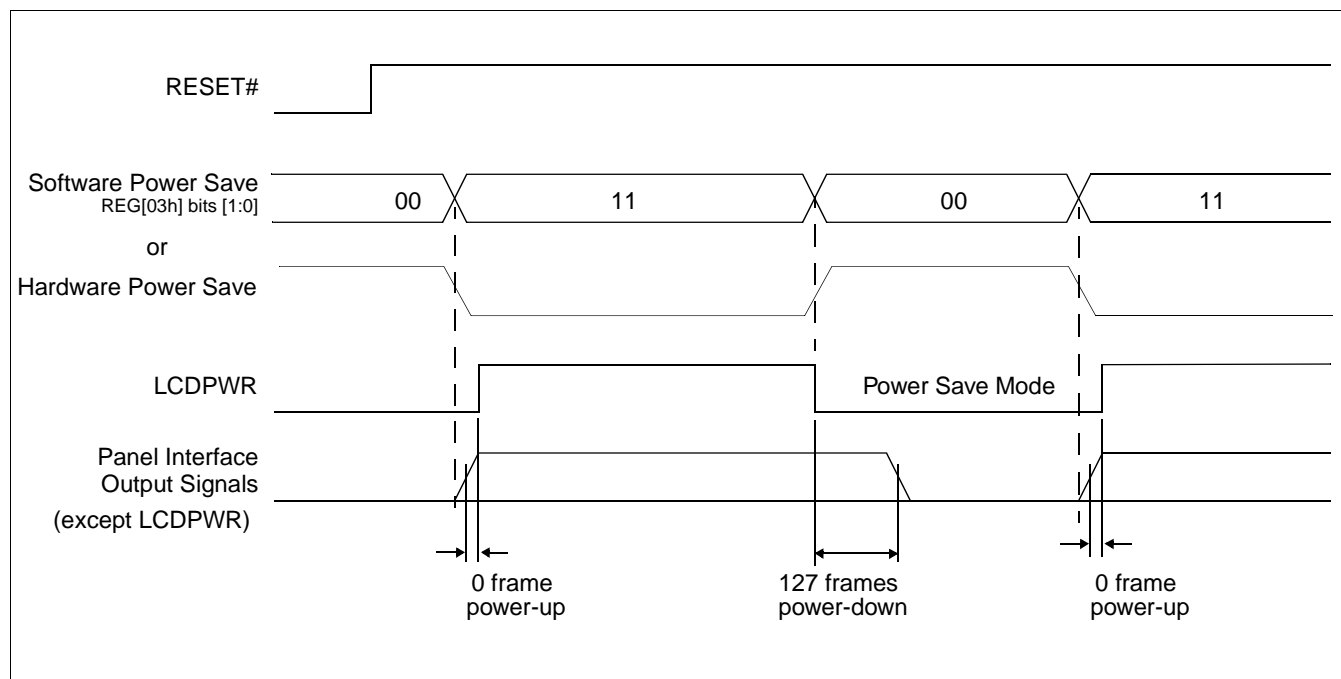 RESET#
Software Power Save
REG[03h] bits [1:0]
00
11
00
11
or
Hardware Power Save
LCDPWR
Power Save Mode
Panel Interface
Output Signals
(except LCDPWR)
0 frame
power-up
127 frames
power-down
0 frame
power-up